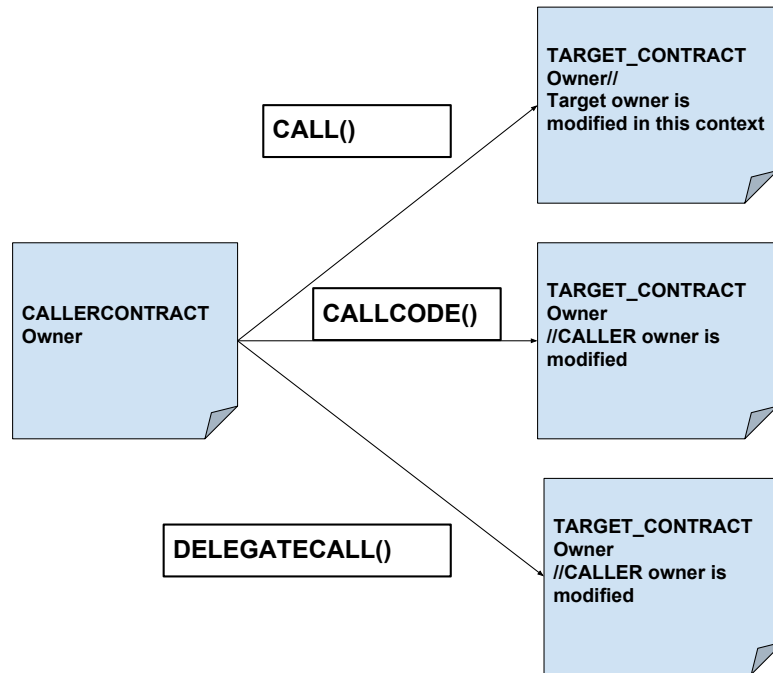 TARGET_CONTRACT
Owner//
Target owner is
modified in this context
CALL()
CALLERCONTRACT
Owner
CALLCODE()
TARGET_CONTRACT
Owner
//CALLER owner is
modified
DELEGATECALL()
TARGET_CONTRACT
Owner
//CALLER owner is
modified